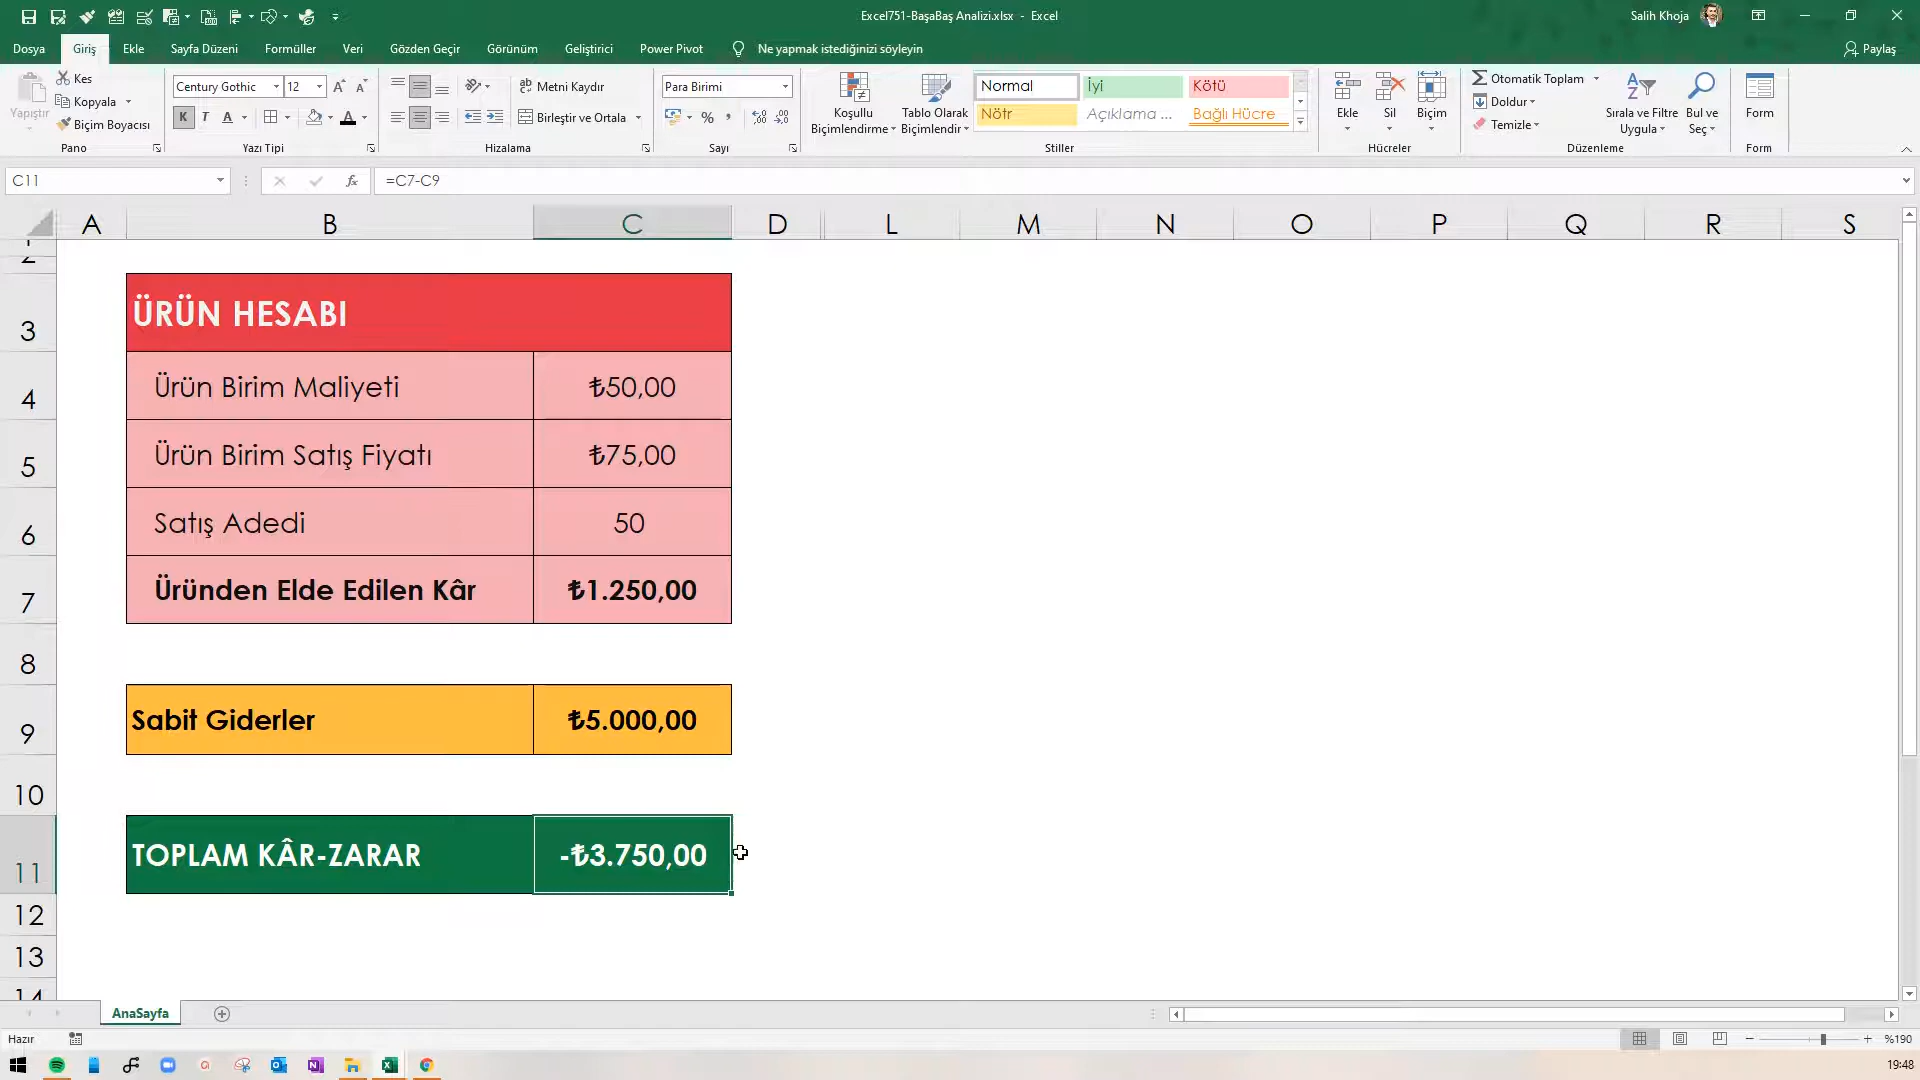 Excel751-BaşaBaş Analizi.xlsx - Excel
Salih Khoja
Dosya Giriş Ekle Sayfa Düzeni Formüller Veri Gözden Geçir Görünüm Geliştirici Power Pivot Ne yapmak istediğinizi söyleyin Paylaş
Yapıştır
Kes
Kopyala
Biçim Boyacısı
Pano
Century Gothic 12
K T A
Yazı Tipi
Metni Kaydır
Birleştir ve Ortala
Hizalama
Para Birimi
%
Sayı
Koşullu Biçimlendirme
Tablo Olarak Biçimlendir
Normal İyi Kötü
Nötr Açıklama ... Bağlı Hücre
Stiller
Ekle Sil Biçim
Hücreler
Otomatik Toplam
Doldur
Temizle
Sırala ve Filtre Uygula
Bul ve Seç
Düzenleme
Form
Form
C11 fx =C7-C9
A B C D L M N O P Q R S
2
3 ÜRÜN HESABI
4 Ürün Birim Maliyeti ₺50,00
5 Ürün Birim Satış Fiyatı ₺75,00
6 Satış Adedi 50
7 Üründen Elde Edilen Kâr ₺1.250,00
8
9 Sabit Giderler ₺5.000,00
10
11 TOPLAM KÂR-ZARAR -₺3.750,00
12
13
14
AnaSayfa
Hazır
%190
19:48